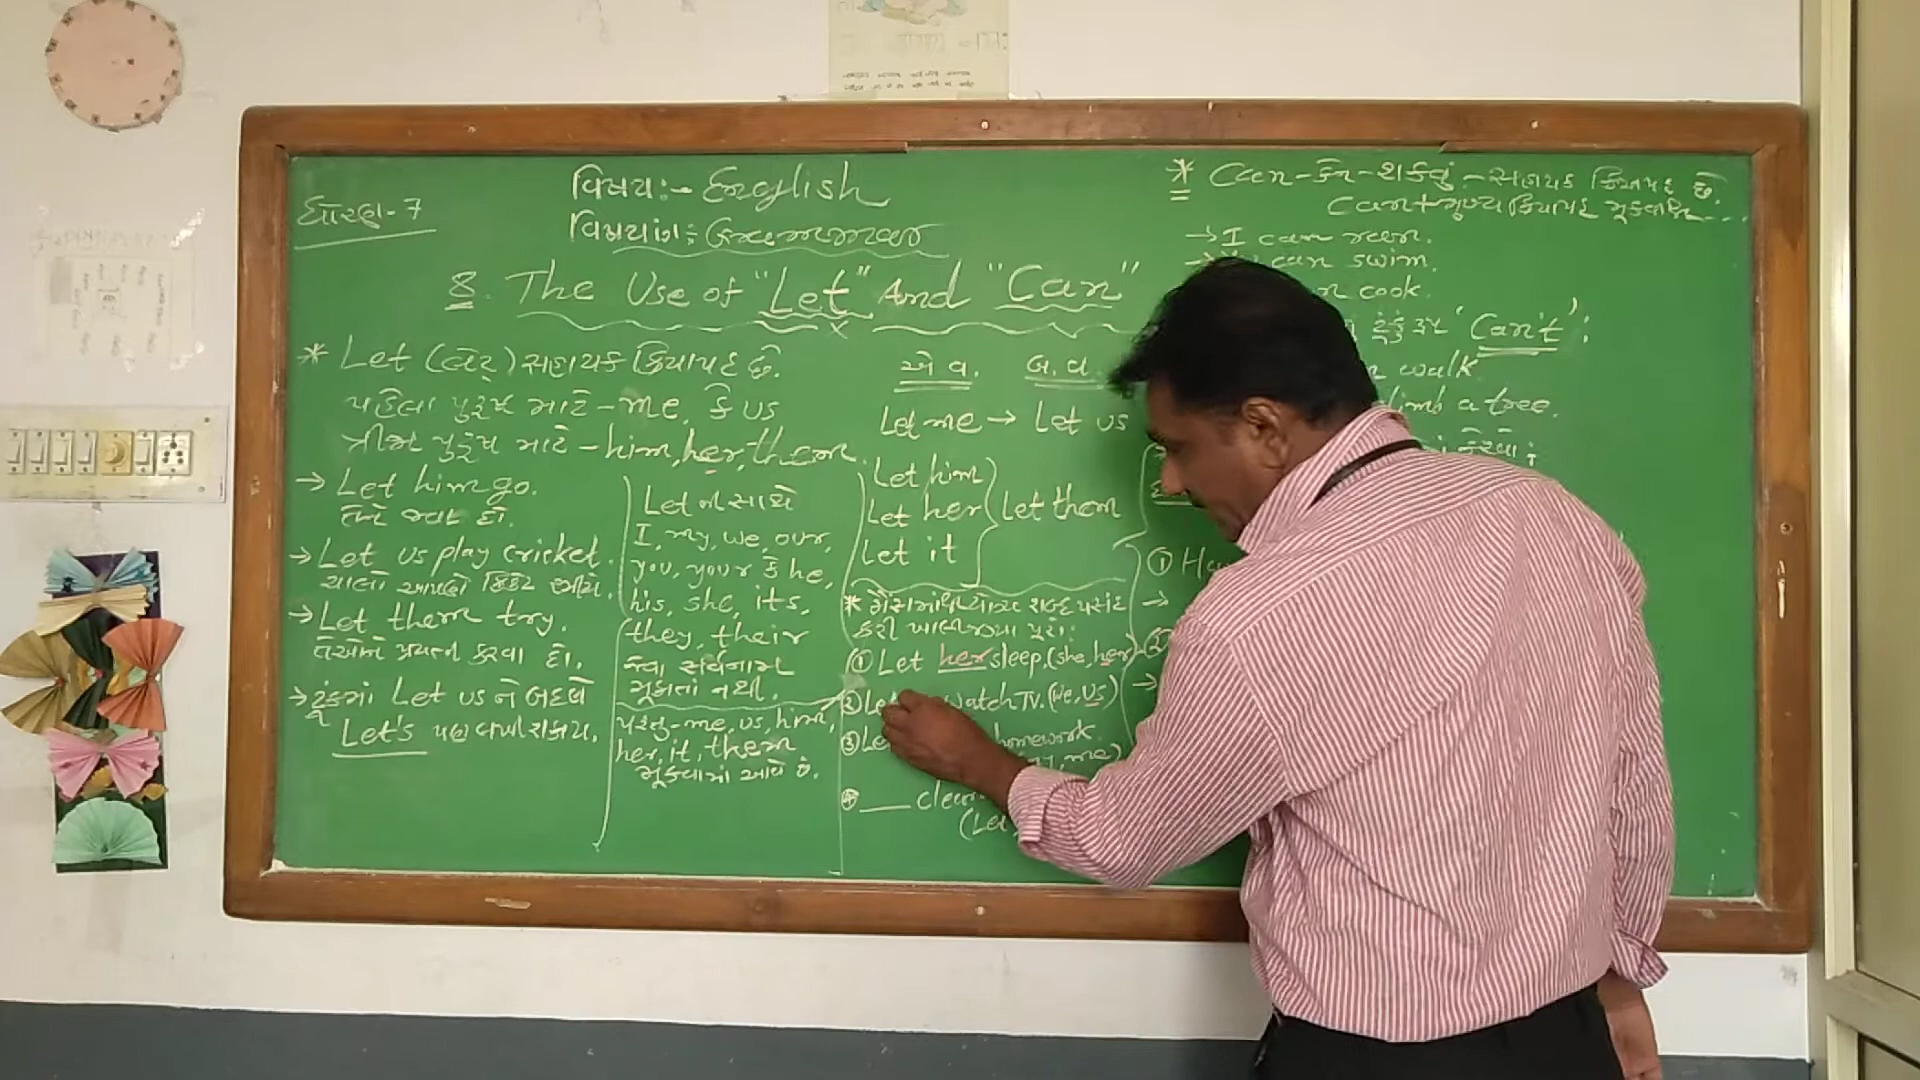 ધોરણ-7
વિષય:- English
વિષયાંગ:- Grammar
8. The Use of "Let" And "Can"
* Let (લેટ્) સહાયક ક્રિયાપદ છે.
પહેલા પુરુષ માટે - me, કે us
ત્રીજા પુરુષ માટે - him, her, them.
→ Let him go.
તેને જવા દો.
→ Let us play cricket.
ચાલો આપણે ક્રિકેટ રમીએ.
→ Let them try.
તેઓને પ્રયત્ન કરવા દો.
→ ટૂંકમાં Let us ને બદલે
Let's પણ લખી શકાય.
Let ની સાથે
I, my, we, our,
you, your કે he,
his, she, its,
they, their
જેવા સર્વનામ
મૂકાતાં નથી.
પરંતુ - me, us, him,
her, it, them
મૂકવામાં આવે છે.
એ.વ. બ.વ.
Let me → Let us
Let him
Let her Let them
Let it
* કૌંસમાંથી યોગ્ય શબ્દ પસંદ
કરી ખાલી જગ્યા પૂરો:
① Let her sleep. (she, her)
② Let watch TV. (we, us)
③ Let homework.
me)
④ ___ clean
(Let
* Can - કેન - શકવું. - સહાયક ક્રિયાપદ છે.
Can + મુખ્ય ક્રિયાપદ
→ I can run.
→ can swim.
cook.
ટૂંકું રૂપ 'Can't':
walk.
climb a tree.
①
②